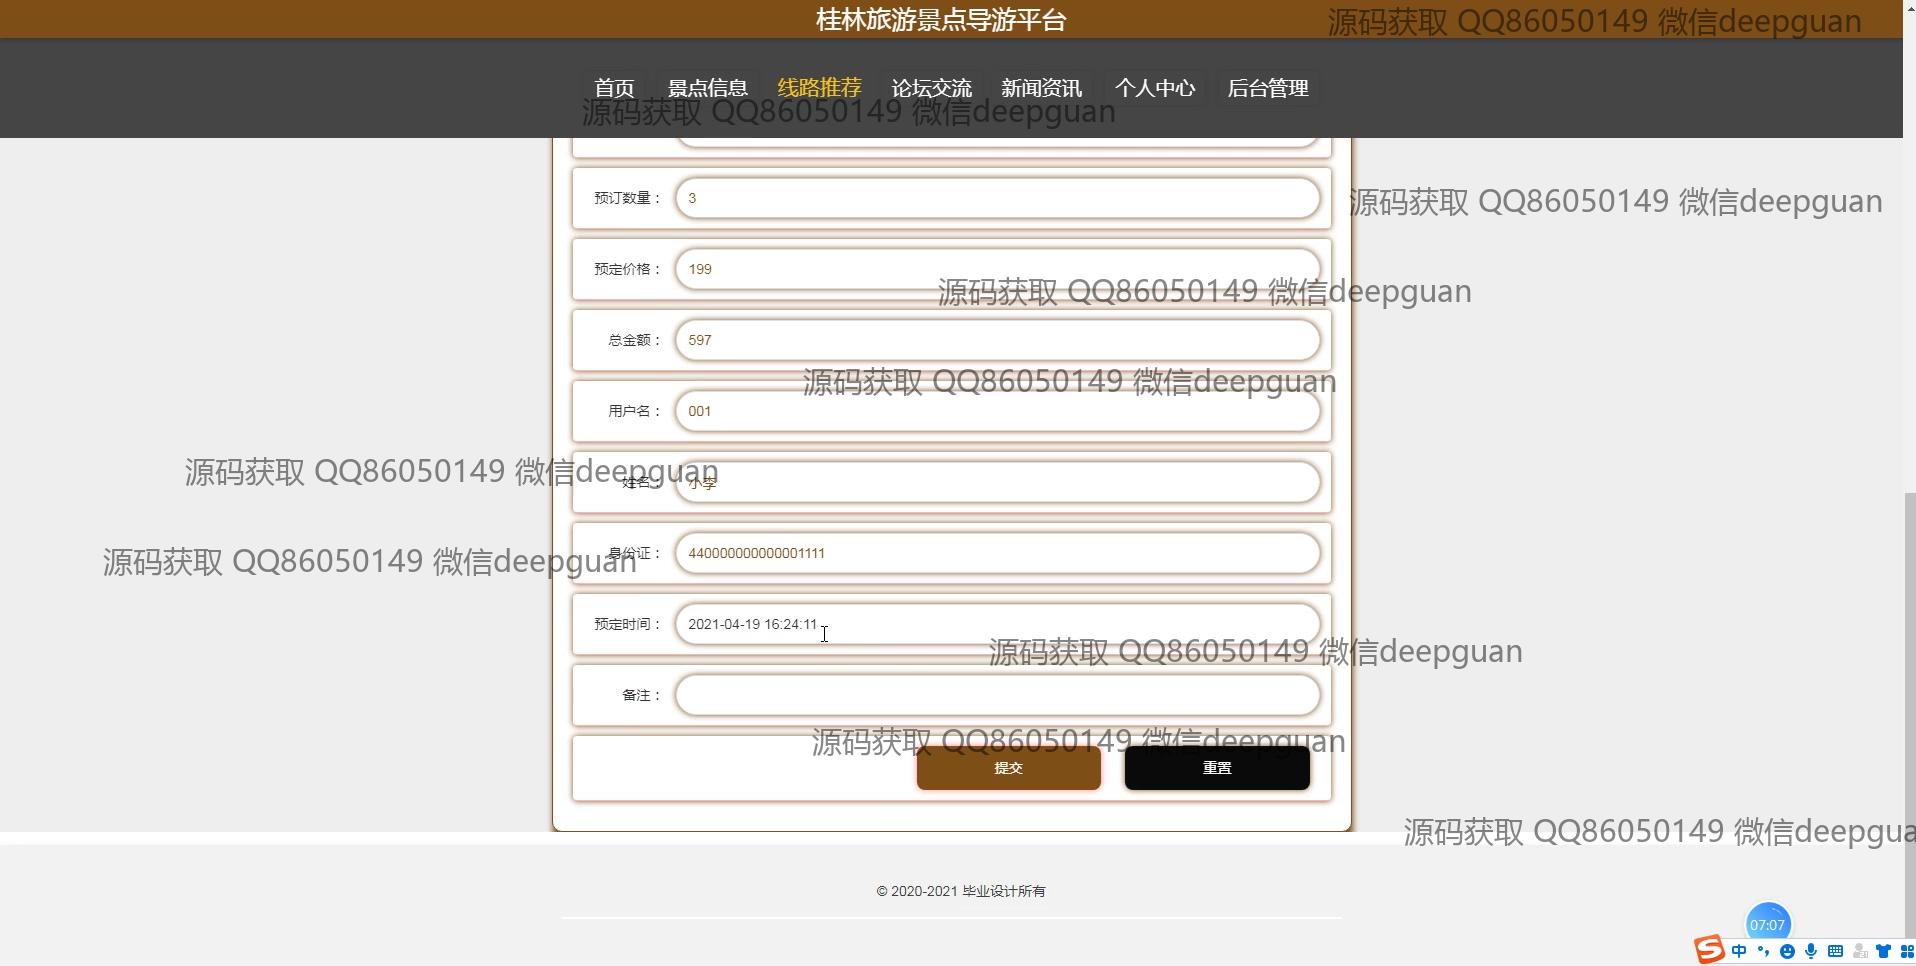 桂林旅游景点导游平台
源码获取 QQ86050149 微信deepguan
首页 景点信息 线路推荐 论坛交流 新闻资讯 个人中心 后台管理
源码获取 QQ86050149 微信deepguan
预订数量： 3
源码获取 QQ86050149 微信deepguan
预定价格： 199
源码获取 QQ86050149 微信deepguan
总金额： 597
源码获取 QQ86050149 微信deepguan
用户名： 001
源码获取 QQ86050149 微信deepguan
姓名： 小李
身份证： 440000000000001111
源码获取 QQ86050149 微信deepguan
预定时间： 2021-04-19 16:24:11
源码获取 QQ86050149 微信deepguan
备注：
源码获取 QQ86050149 微信deepguan
提交 重置
源码获取 QQ86050149 微信deepgua
© 2020-2021 毕业设计所有
07:07
中